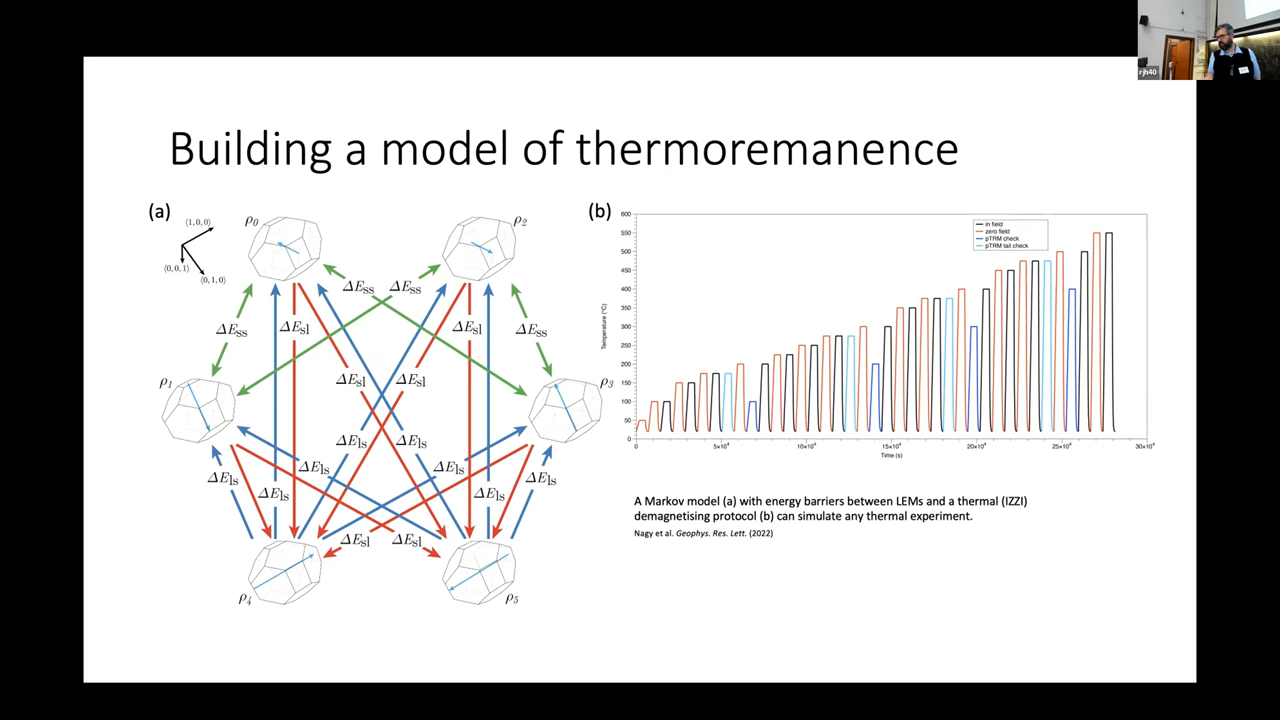 rjh40
Building a model of thermoremanence
(a)
⟨1,0,0⟩
⟨0,0,1⟩
⟨0,1,0⟩
ρ0
ρ2
ΔEss
ΔEss
ΔEss
ΔEsl
ΔEsl
ΔEss
ρ1
ΔEsl
ΔEsl
ρ3
ΔEls
ΔEls
ΔEls
ΔEls
ΔEls
ΔEls
ΔEls
ΔEls
ΔEsl
ΔEsl
ρ4
ρ5
(b)
in field
zero field
pTRM check
pTRM tail check
Temperature (°C)
600
550
500
450
400
350
300
250
200
150
100
50
0
0
5×10⁴
10×10⁴
15×10⁴
20×10⁴
25×10⁴
30×10⁴
Time (s)
A Markov model (a) with energy barriers between LEMs and a thermal (IZZI)
demagnetising protocol (b) can simulate any thermal experiment.
Nagy et al. Geophys. Res. Lett. (2022)